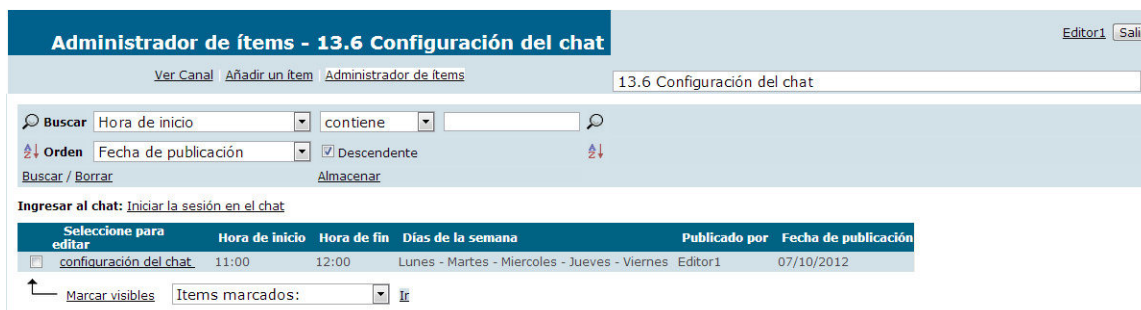 Administrador de ítems - 13.6 Configuración del chat
Editor1 Sali
Ver Canal Añadir un ítem Administrador de ítems
13.6 Configuración del chat
Buscar Hora de inicio contiene
Orden Fecha de publicación Descendente
Buscar / Borrar Almacenar
Ingresar al chat: Iniciar la sesión en el chat
Seleccione para editar Hora de inicio Hora de fin Días de la semana Publicado por Fecha de publicación
configuración del chat 11:00 12:00 Lunes - Martes - Miercoles - Jueves - Viernes Editor1 07/10/2012
Marcar visibles Items marcados: Ir